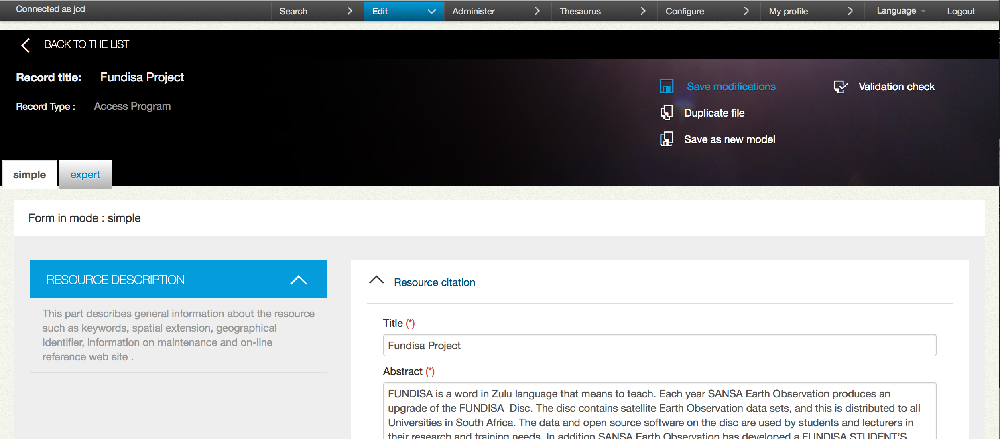 Connected as jcd
Search
Edit
Administer
Thesaurus
Configure
My profile
Language
Logout
BACK TO THE LIST
Record title: Fundisa Project
Record Type : Access Program
Save modifications
Validation check
Duplicate file
Save as new model
simple
expert
Form in mode : simple
RESOURCE DESCRIPTION
This part describes general information about the resource
such as keywords, spatial extension, geographical
identifier, information on maintenance and on-line
reference web site .
Resource citation
Title (*)
Fundisa Project
Abstract (*)
FUNDISA is a word in Zulu language that means to teach. Each year SANSA Earth Observation produces an
upgrade of the FUNDISA  Disc. The disc contains satellite Earth Observation data sets, and this is distributed to all
Universities in South Africa. The data and open source software on the disc are used by students and lecturers in
their research and training needs. In addition SANSA Earth Observation has developed a FUNDISA STUDENT’S